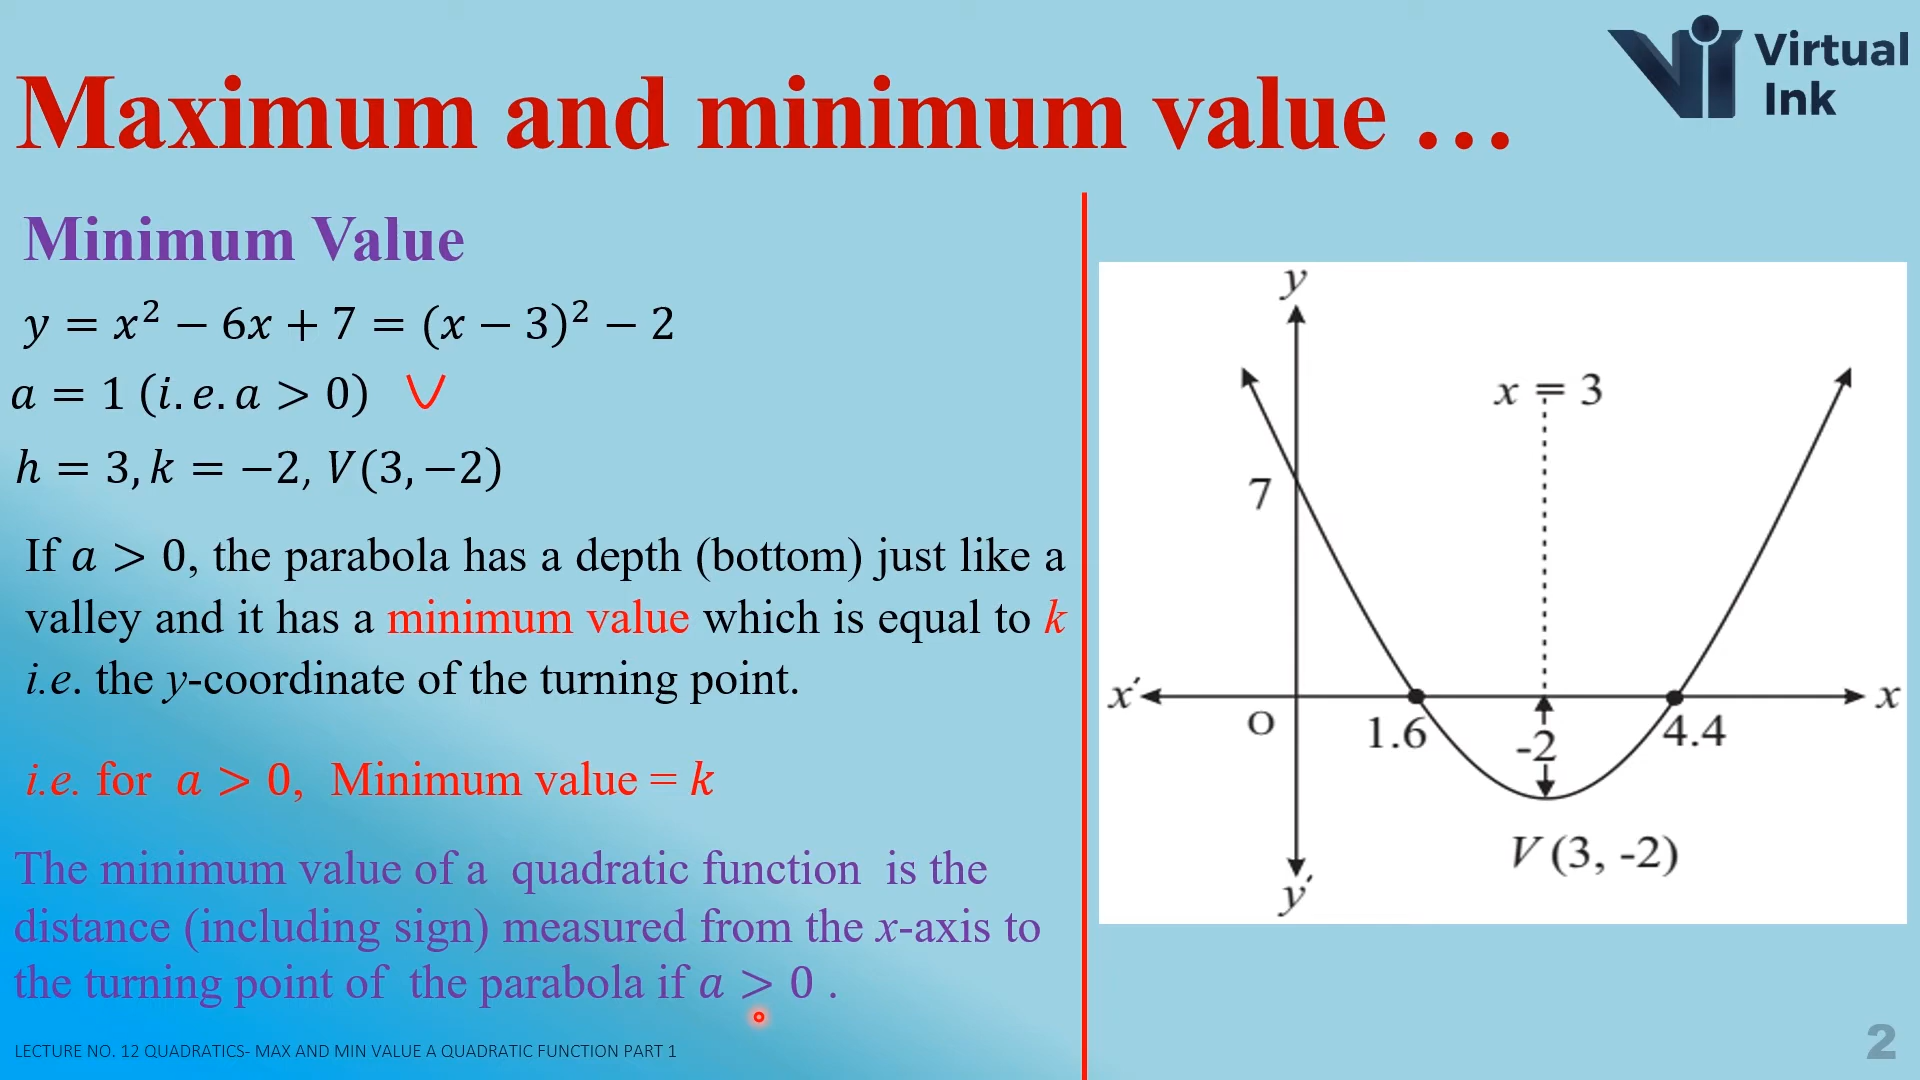 Virtual
Ink
Maximum and minimum value …
Minimum Value
y = x² − 6x + 7 = (x − 3)² − 2
a = 1 (i.e. a > 0)
h = 3, k = −2, V(3, −2)
If a > 0, the parabola has a depth (bottom) just like a
valley and it has a minimum value which is equal to k
i.e. the y-coordinate of the turning point.
i.e. for a > 0, Minimum value = k
The minimum value of a quadratic function is the
distance (including sign) measured from the x-axis to
the turning point of the parabola if a > 0 .
y
x = 3
7
x′
x
O
1.6
-2
4.4
V (3, -2)
y′
LECTURE NO. 12 QUADRATICS- MAX AND MIN VALUE A QUADRATIC FUNCTION PART 1
2